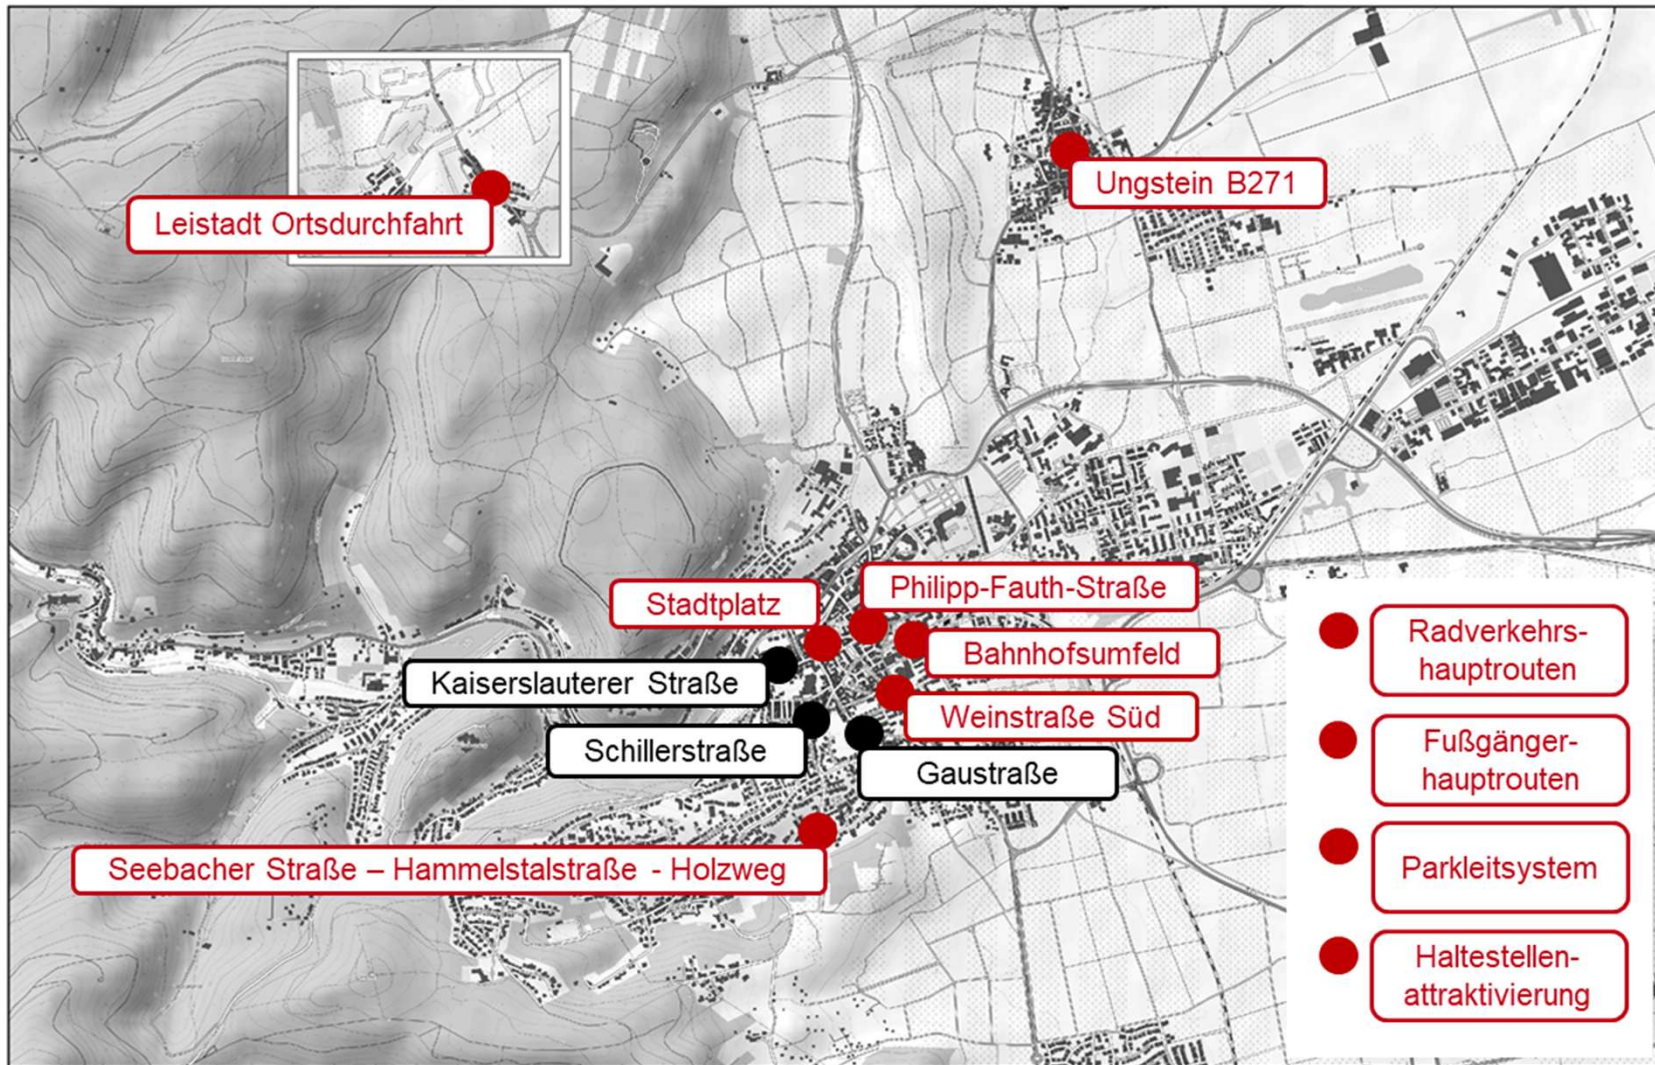 Leistadt Ortsdurchfahrt
Ungstein B271
Stadtplatz
Philipp-Fauth-Straße
Bahnhofsumfeld
Kaiserslauterer Straße
Weinstraße Süd
Schillerstraße
Gaustraße
Seebacher Straße – Hammelstalstraße - Holzweg
Radverkehrs-
hauptrouten
Fußgänger-
hauptrouten
Parkleitsystem
Haltestellen-
attraktivierung